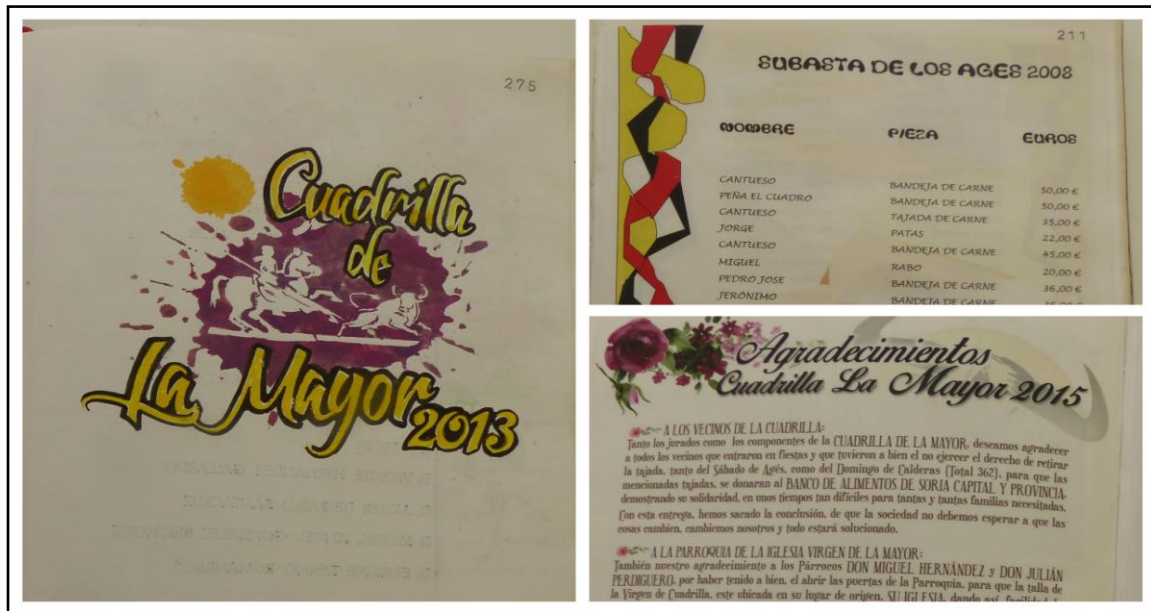 275
Cuadrilla
de
La Mayor
2013
211
SUBASTA DE LOS AGES 2008
NOMBRE PIEZA EUROS
CANTUESO BANDEJA DE CARNE 50,00 €
PEÑA EL CUADRO BANDEJA DE CARNE 50,00 €
CANTUESO TAJADA DE CARNE 35,00 €
JORGE PATAS 22,00 €
CANTUESO BANDEJA DE CARNE 45,00 €
MIGUEL RABO 20,00 €
PEDRO JOSE BANDEJA DE CARNE 36,00 €
JERÓNIMO BANDEJA DE CARNE
Agradecimientos
Cuadrilla La Mayor 2015
A LOS VECINOS DE LA CUADRILLA:
Tanto los jurados como los componentes de la CUADRILLA DE LA MAYOR, deseamos agradecer
a todos los vecinos que entraron en fiestas y que tuvieron a bien el no ejercer el derecho de retirar
la tajada, tanto del Sábado de Agés, como del Domingo de Calderas (Total 362), para que las
mencionadas tajadas, se donaran al BANCO DE ALIMENTOS DE SORIA CAPITAL Y PROVINCIA,
demostrando su solidaridad, en unos tiempos tan difíciles para tantas y tantas familias necesitadas.
Con esta entrega, hemos sacado la conclusión, de que la sociedad no debemos esperar a que las
cosas cambien, cambiemos nosotros y todo estará solucionado.
A LA PARROQUIA DE LA IGLESIA VIRGEN DE LA MAYOR:
También nuestro agradecimiento a los Párrocos DON MIGUEL HERNÁNDEZ y DON JULIÁN
PERDIGUERO, por haber tenido a bien, el abrir las puertas de la Parroquia, para que la talla de
la Virgen de Cuadrilla, este ubicada en su lugar de origen, SU IGLESIA, dando así,